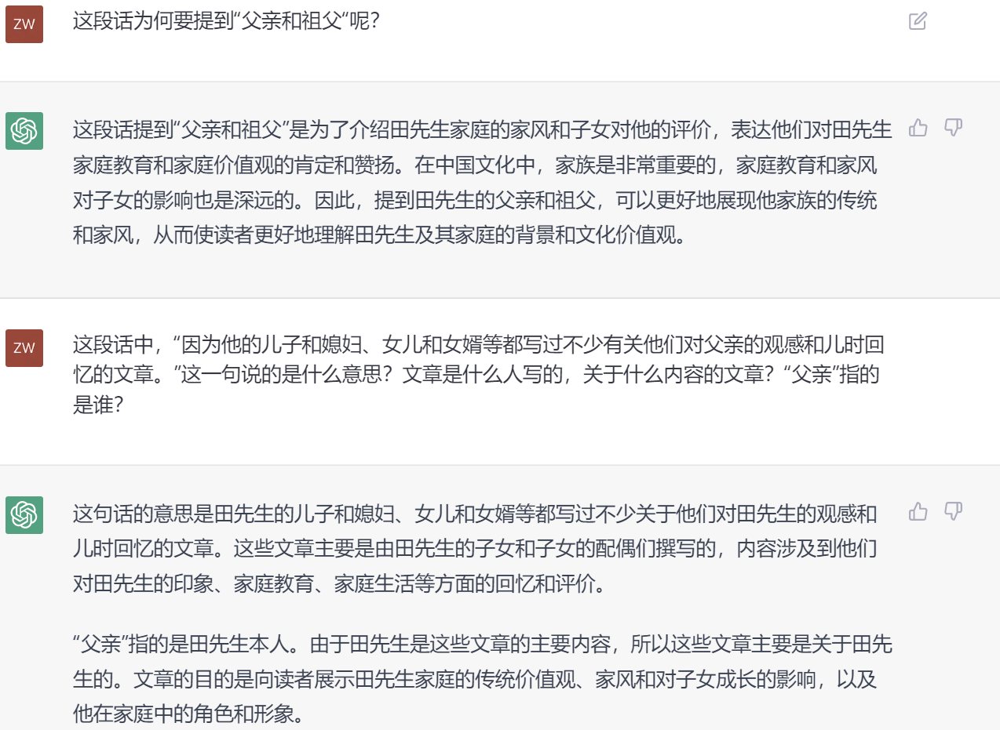 ZW
这段话为何要提到“父亲和祖父“呢？
这段话提到“父亲和祖父”是为了介绍田先生家庭的家风和子女对他的评价，表达他们对田先生
家庭教育和家庭价值观的肯定和赞扬。在中国文化中，家族是非常重要的，家庭教育和家风
对子女的影响也是深远的。因此，提到田先生的父亲和祖父，可以更好地展现他家族的传统
和家风，从而使读者更好地理解田先生及其家庭的背景和文化价值观。
ZW
这段话中，“因为他的儿子和媳妇、女儿和女婿等都写过不少有关他们对父亲的观感和儿时回
忆的文章。”这一句说的是什么意思？文章是什么人写的，关于什么内容的文章？“父亲”指的
是谁？
这句话的意思是田先生的儿子和媳妇、女儿和女婿等都写过不少关于他们对田先生的观感和
儿时回忆的文章。这些文章主要是由田先生的子女和子女的配偶们撰写的，内容涉及到他们
对田先生的印象、家庭教育、家庭生活等方面的回忆和评价。
“父亲”指的是田先生本人。由于田先生是这些文章的主要内容，所以这些文章主要是关于田先
生的。文章的目的是向读者展示田先生家庭的传统价值观、家风和对子女成长的影响，以及
他在家庭中的角色和形象。